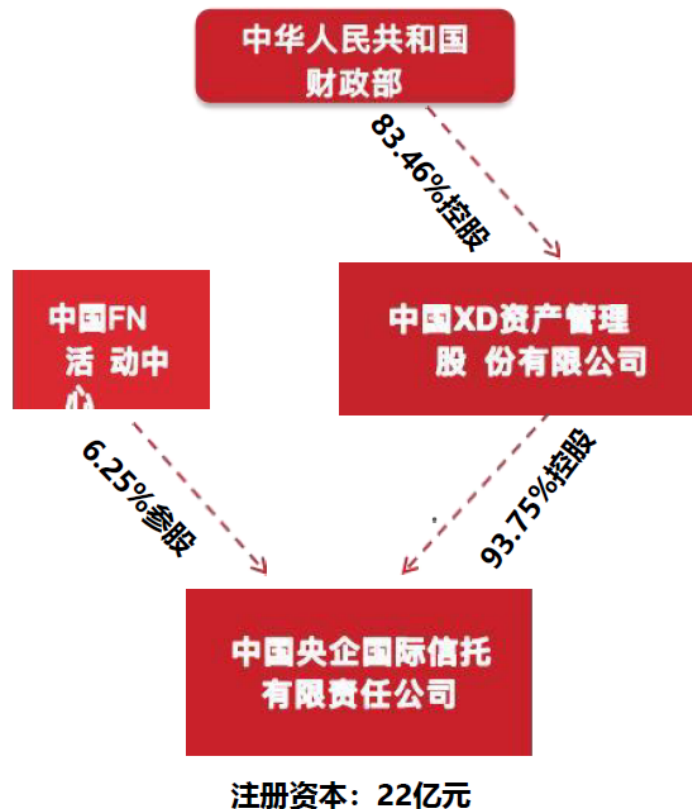 中华人民共和国
财政部
83.46%控股
中国FN
活 动中
心
中国XD资产管理
股 份有限公司
6.25%参股
93.75%控股
中国央企国际信托
有限责任公司
注册资本：22亿元